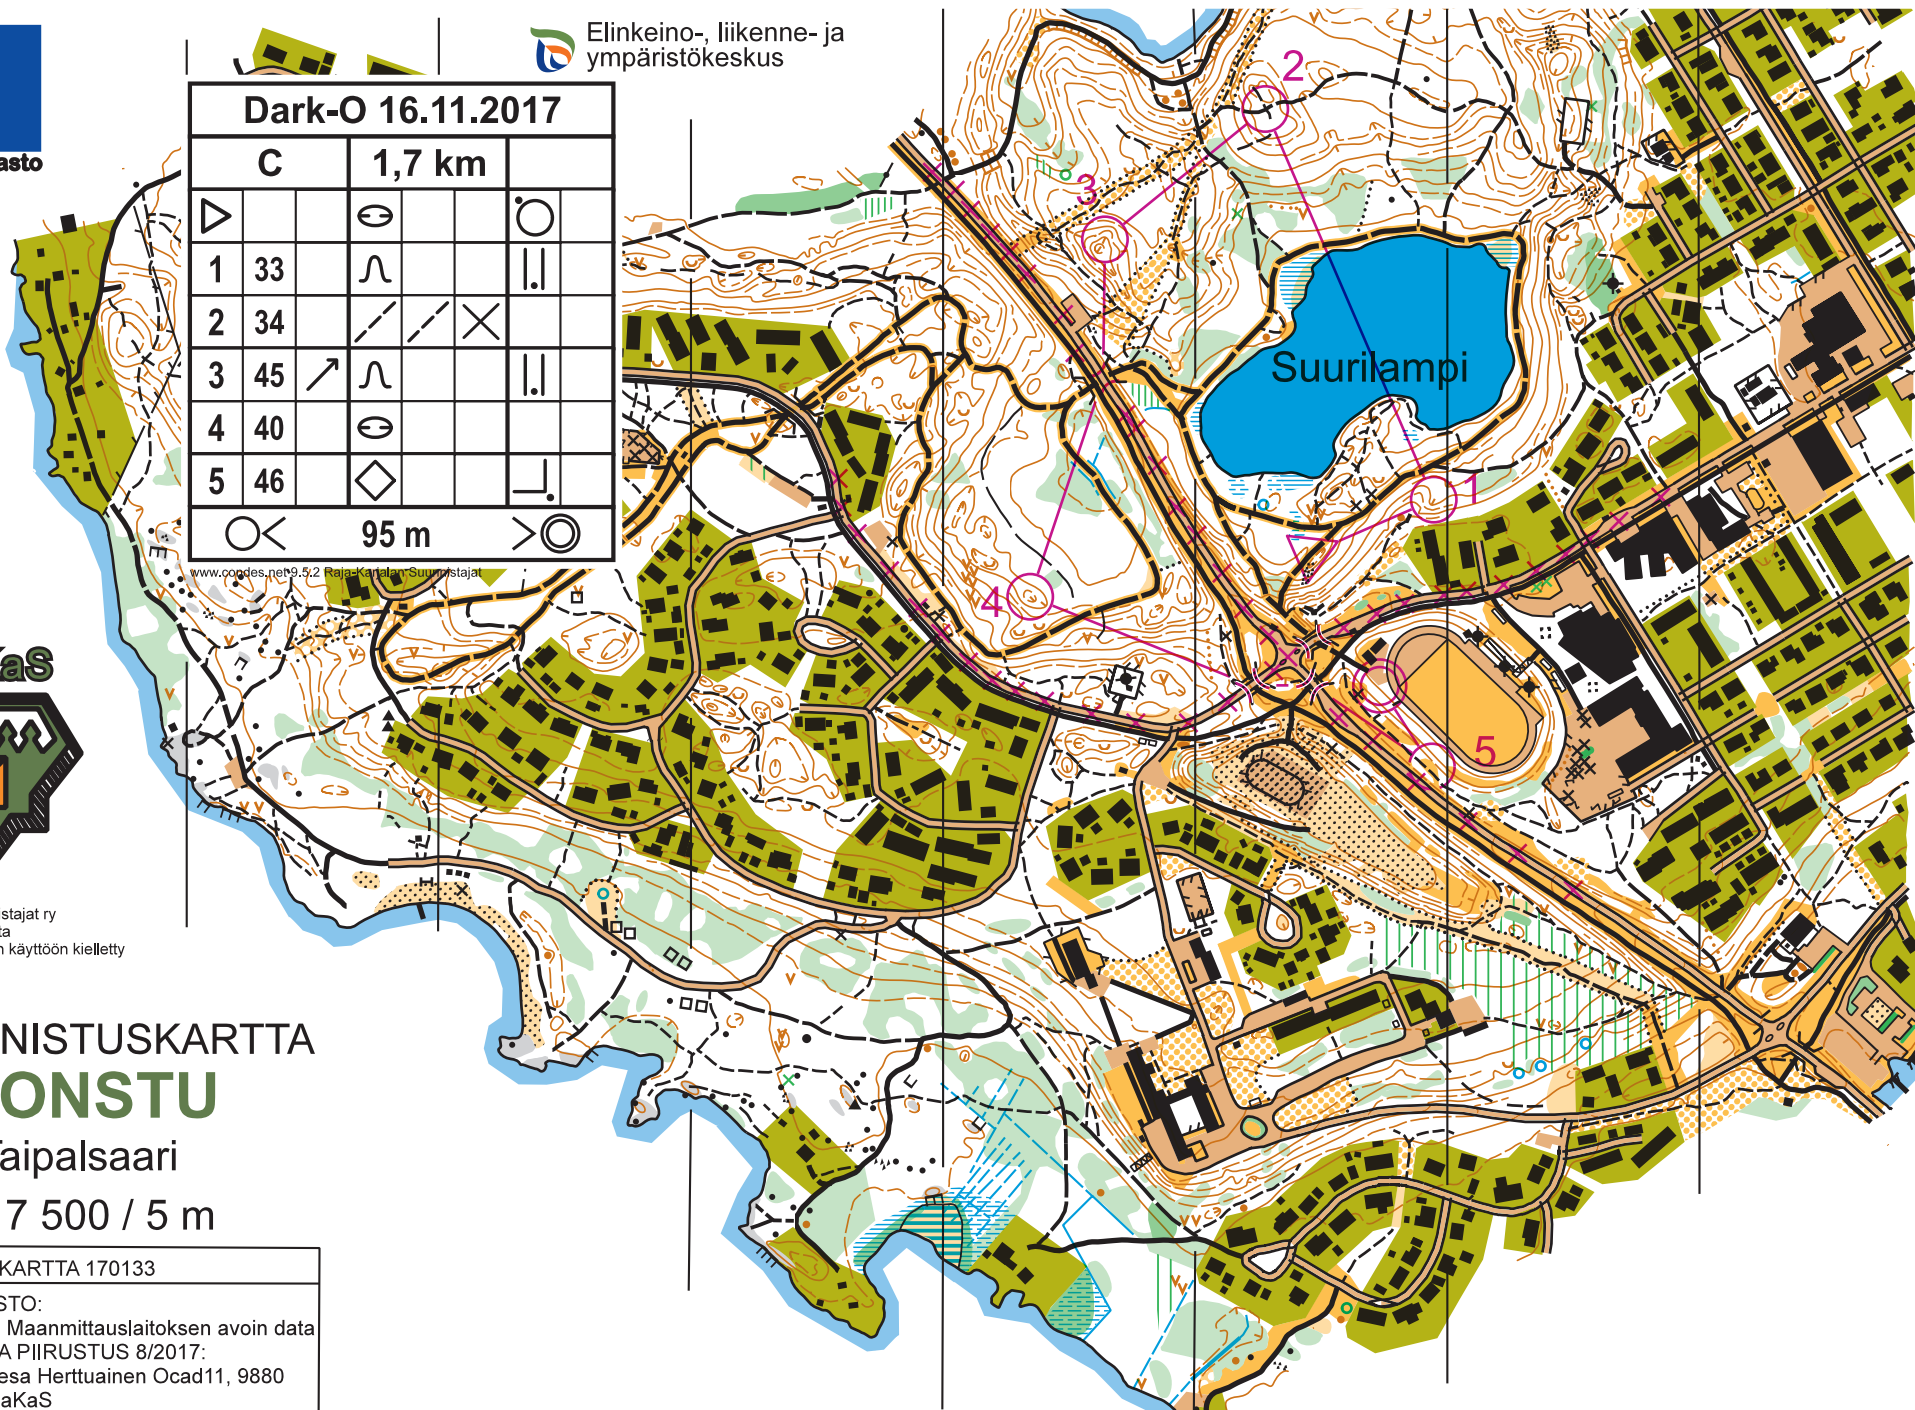 asto
Elinkeino-, liikenne- ja
ympäristökeskus
Dark-O 16.11.2017
C 1,7 km
1 33
2 34
3 45
4 40
5 46
95 m
www.condes.net 9.5.2 Raja-Karjalan Suunnistajat
2
3
Suurilampi
1
4
5
KaS
stajat ry
ta
n käyttöön kielletty
NISTUSKARTTA
ONSTU
Taipalsaari
7 500 / 5 m
KARTTA 170133
STO:
Maanmittauslaitoksen avoin data
A PIIRUSTUS 8/2017:
esa Herttuainen Ocad11, 9880
aKaS